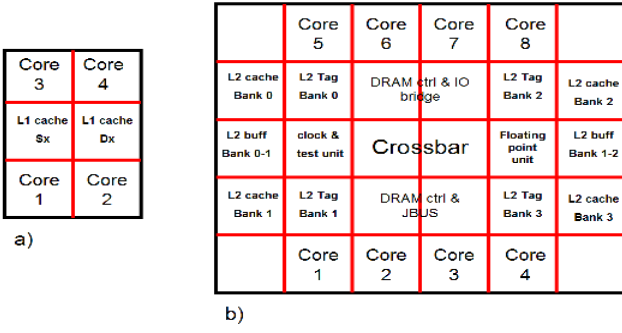 Core 3
Core 4
L1 cache Sx
L1 cache Dx
Core 1
Core 2
a)
Core 5
Core 6
Core 7
Core 8
L2 cache Bank 0
L2 Tag Bank 0
DRAM ctrl & IO bridge
L2 Tag Bank 2
L2 cache Bank 2
L2 buff Bank 0-1
clock & test unit
Crossbar
Floating point unit
L2 buff Bank 1-2
L2 cache Bank 1
L2 Tag Bank 1
DRAM ctrl & JBUS
L2 Tag Bank 3
L2 cache Bank 3
Core 1
Core 2
Core 3
Core 4
b)